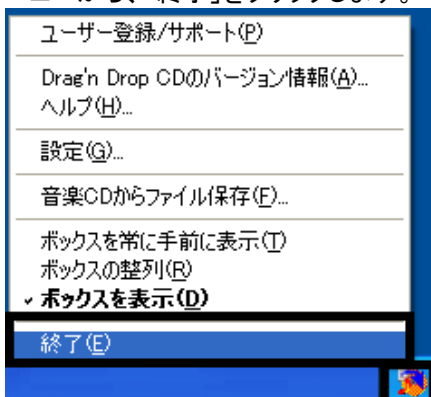 ユーザー登録/サポート(P)
Drag'n Drop CDのバージョン情報(A)...
ヘルプ(H)...
設定(G)...
音楽CDからファイル保存(F)...
ボックスを常に手前に表示(T)
ボックスの整列(R)
ボックスを表示(D)
終了(E)